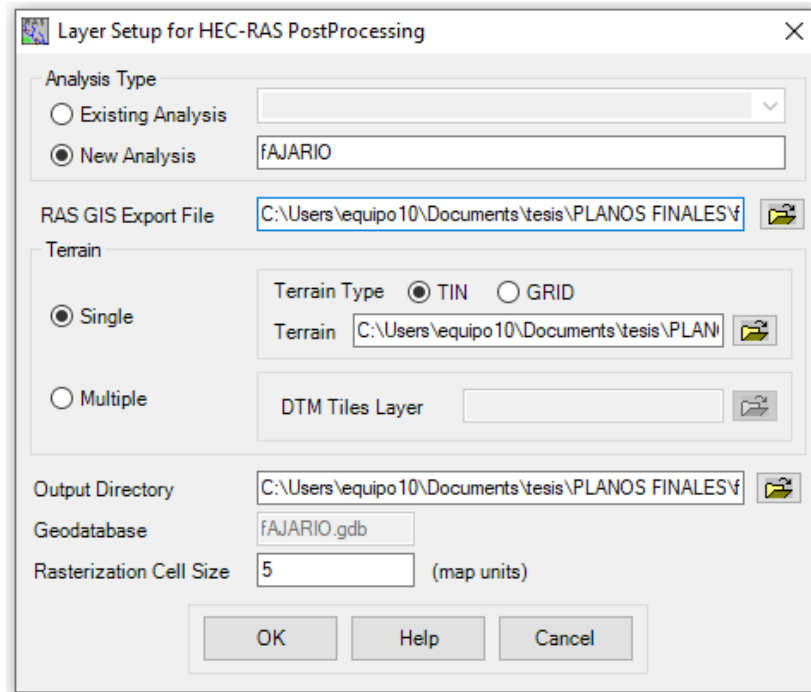 Layer Setup for HEC-RAS PostProcessing
Analysis Type
Existing Analysis
New Analysis fAJARIO
RAS GIS Export File C:\Users\equipo10\Documents\tesis\PLANOS FINALES\f
Terrain
Single
Terrain Type TIN GRID
Terrain C:\Users\equipo10\Documents\tesis\PLAN(
Multiple
DTM Tiles Layer
Output Directory C:\Users\equipo10\Documents\tesis\PLANOS FINALES\f
Geodatabase fAJARIO.gdb
Rasterization Cell Size 5 (map units)
OK Help Cancel